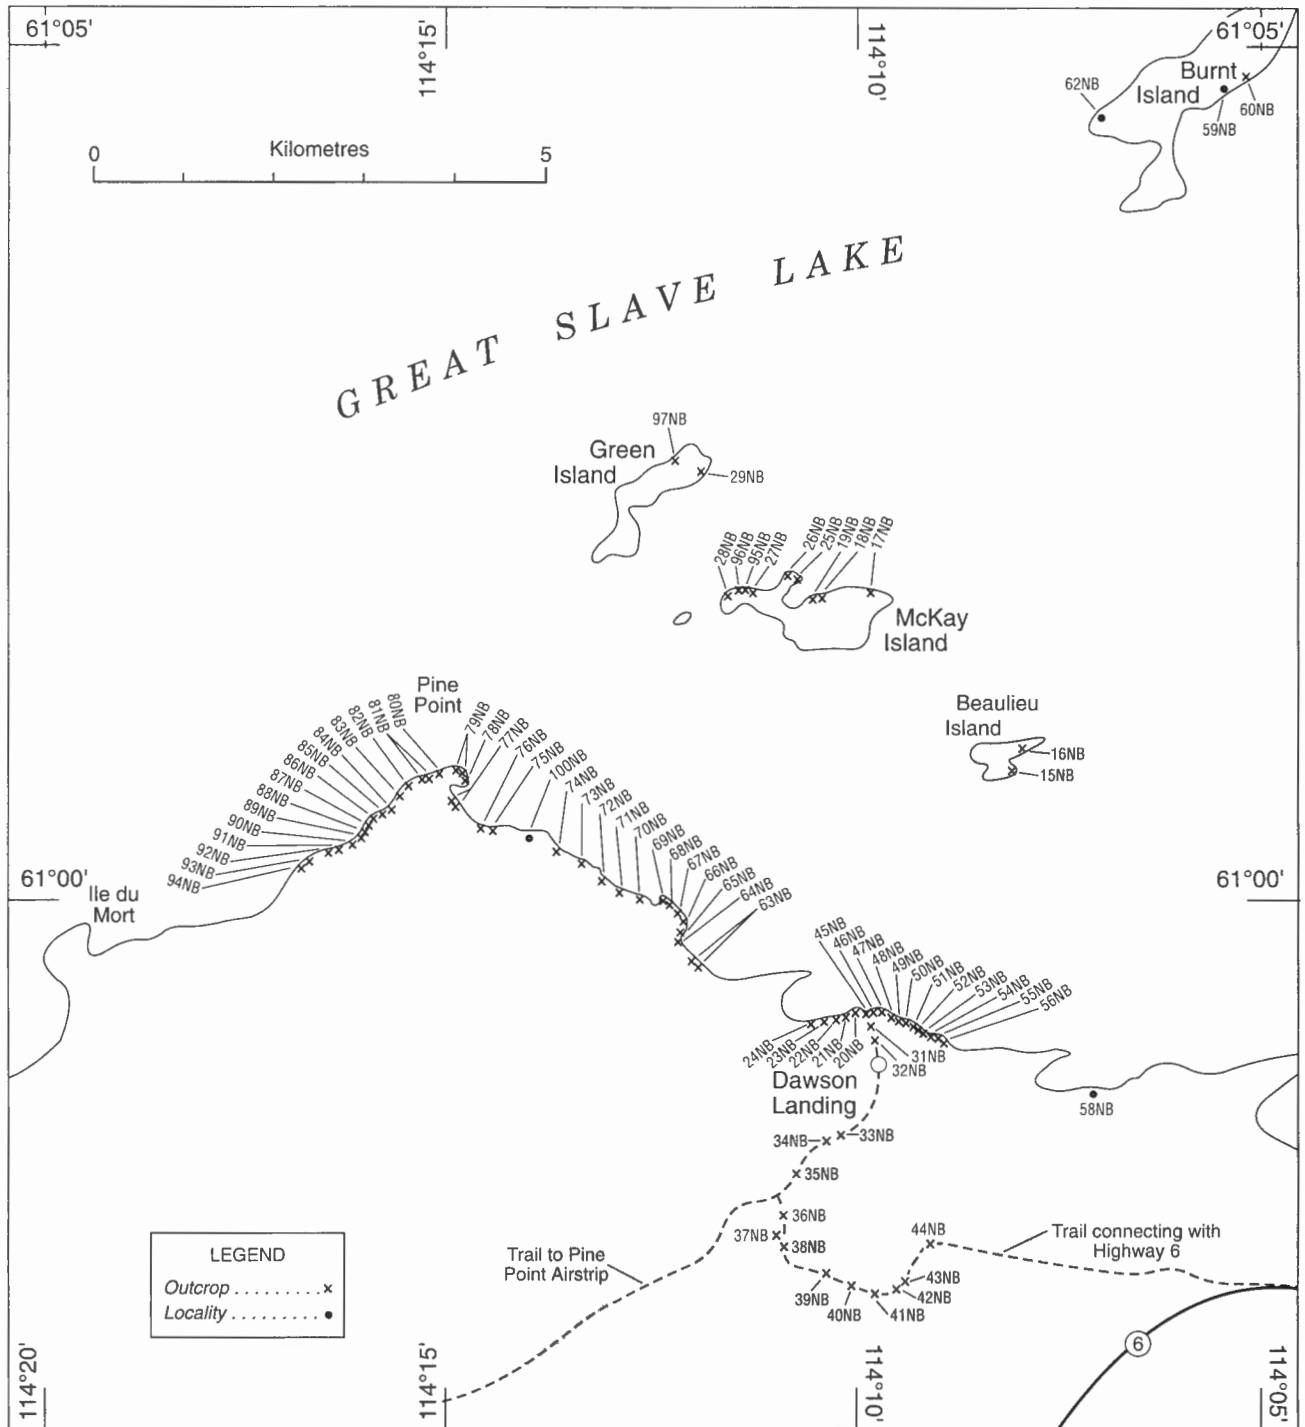 61°05'
114°15'
114°10'
61°05'
Burnt
Island
62NB
60NB
59NB
0
Kilometres
5
GREAT SLAVE LAKE
97NB
Green
Island
29NB
28NB
96NB
95NB
27NB
26NB
25NB
19NB
18NB
17NB
McKay
Island
Pine
Point
Beaulieu
Island
16NB
15NB
80NB
81NB
82NB
83NB
84NB
85NB
86NB
87NB
88NB
89NB
90NB
91NB
92NB
93NB
94NB
79NB
78NB
77NB
76NB
75NB
100NB
74NB
73NB
72NB
71NB
70NB
69NB
68NB
67NB
66NB
65NB
64NB
63NB
61°00'
61°00'
Ile du
Mort
45NB
46NB
47NB
48NB
49NB
50NB
51NB
52NB
53NB
54NB
55NB
56NB
24NB
23NB
22NB
21NB
20NB
31NB
32NB
Dawson
Landing
58NB
34NB
33NB
35NB
36NB
37NB
38NB
44NB
Trail connecting with
Highway 6
LEGEND
Outcrop . . . . . . . . . x
Locality . . . . . . . . . •
Trail to Pine
Point Airstrip
39NB
40NB
41NB
42NB
43NB
6
114°20'
114°15'
114°10'
114°05'